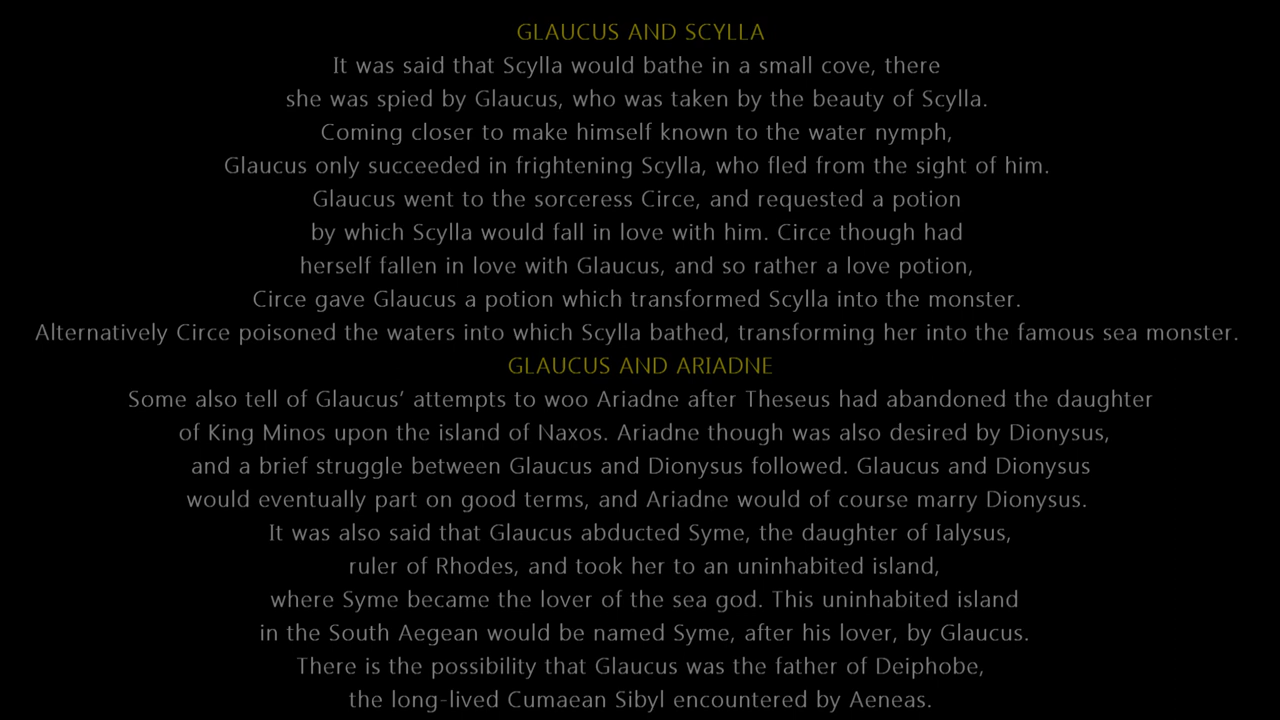 GLAUCUS AND SCYLLA
It was said that Scylla would bathe in a small cove, there
she was spied by Glaucus, who was taken by the beauty of Scylla.
Coming closer to make himself known to the water nymph,
Glaucus only succeeded in frightening Scylla, who fled from the sight of him.
Glaucus went to the sorceress Circe, and requested a potion
by which Scylla would fall in love with him. Circe though had
herself fallen in love with Glaucus, and so rather a love potion,
Circe gave Glaucus a potion which transformed Scylla into the monster.
Alternatively Circe poisoned the waters into which Scylla bathed, transforming her into the famous sea monster.
GLAUCUS AND ARIADNE
Some also tell of Glaucus’ attempts to woo Ariadne after Theseus had abandoned the daughter
of King Minos upon the island of Naxos. Ariadne though was also desired by Dionysus,
and a brief struggle between Glaucus and Dionysus followed. Glaucus and Dionysus
would eventually part on good terms, and Ariadne would of course marry Dionysus.
It was also said that Glaucus abducted Syme, the daughter of Ialysus,
ruler of Rhodes, and took her to an uninhabited island,
where Syme became the lover of the sea god. This uninhabited island
in the South Aegean would be named Syme, after his lover, by Glaucus.
There is the possibility that Glaucus was the father of Deiphobe,
the long-lived Cumaean Sibyl encountered by Aeneas.